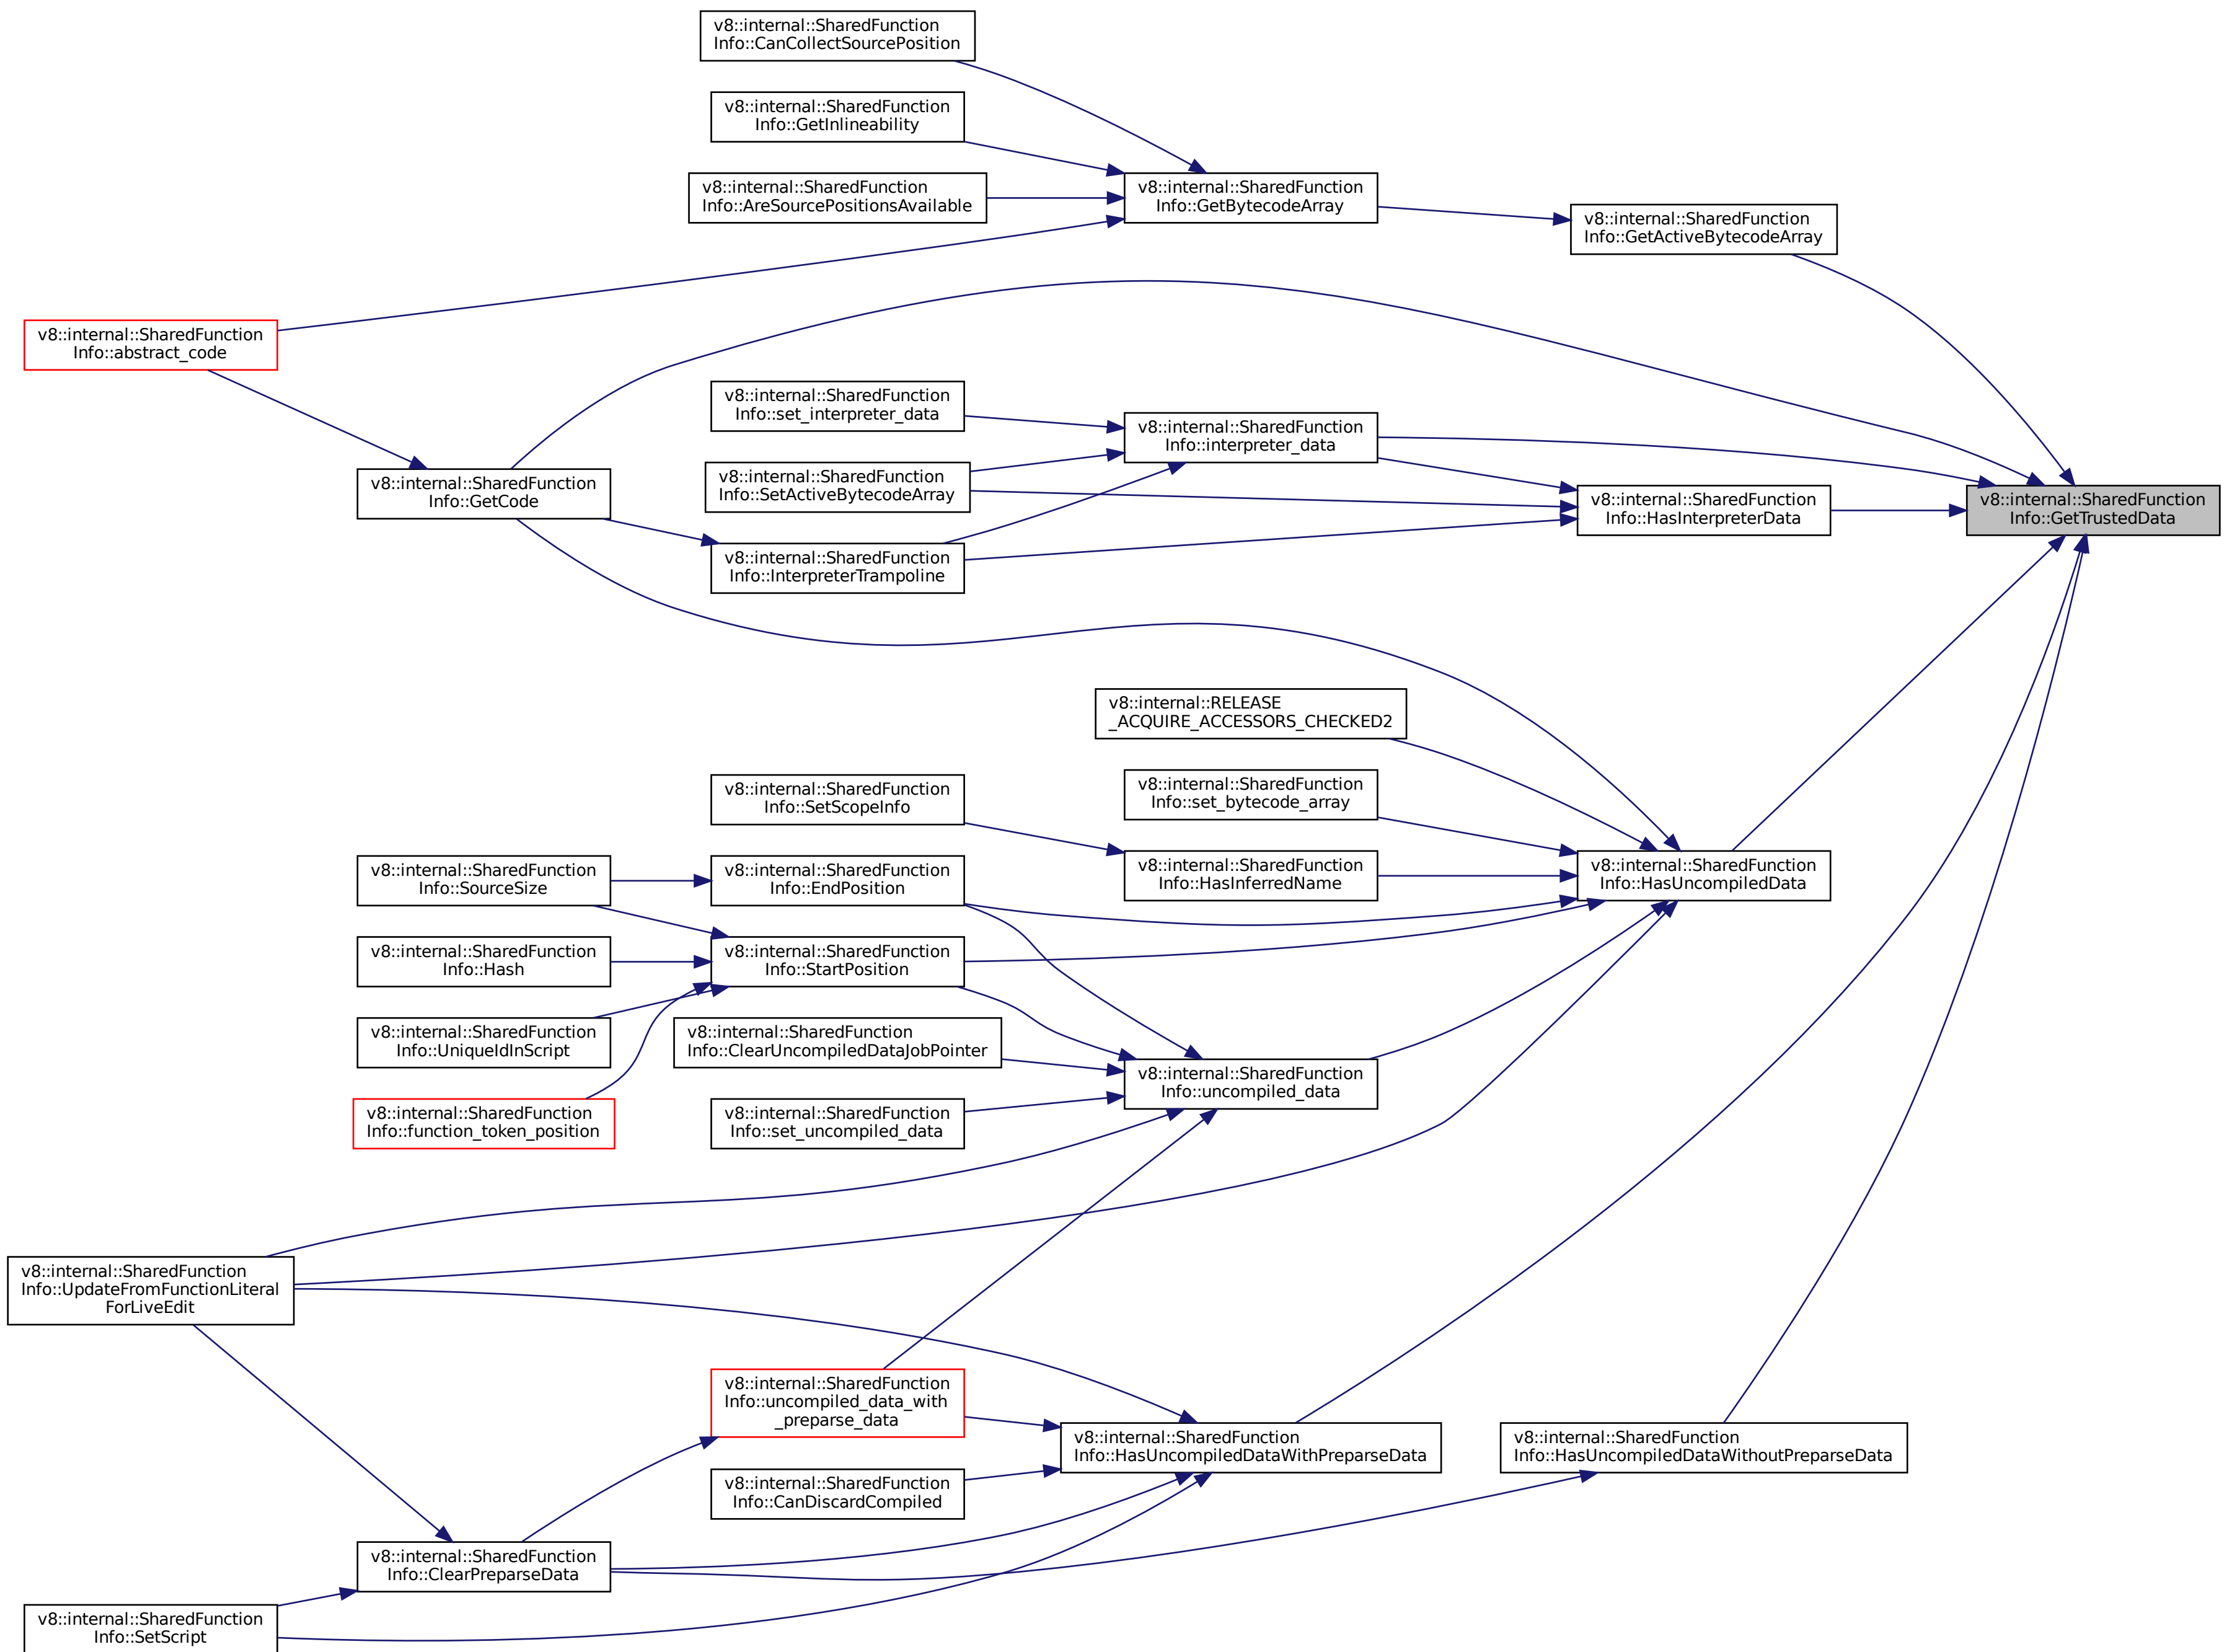 v8::internal::SharedFunction
Info::CanCollectSourcePosition
v8::internal::SharedFunction
Info::GetInlineability
v8::internal::SharedFunction
Info::AreSourcePositionsAvailable
v8::internal::SharedFunction
Info::GetBytecodeArray
v8::internal::SharedFunction
Info::GetActiveBytecodeArray
v8::internal::SharedFunction
Info::abstract_code
v8::internal::SharedFunction
Info::set_interpreter_data
v8::internal::SharedFunction
Info::interpreter_data
v8::internal::SharedFunction
Info::SetActiveBytecodeArray
v8::internal::SharedFunction
Info::GetCode
v8::internal::SharedFunction
Info::HasInterpreterData
v8::internal::SharedFunction
Info::GetTrustedData
v8::internal::SharedFunction
Info::InterpreterTrampoline
v8::internal::RELEASE
_ACQUIRE_ACCESSORS_CHECKED2
v8::internal::SharedFunction
Info::set_bytecode_array
v8::internal::SharedFunction
Info::SetScopeInfo
v8::internal::SharedFunction
Info::SourceSize
v8::internal::SharedFunction
Info::EndPosition
v8::internal::SharedFunction
Info::HasInferredName
v8::internal::SharedFunction
Info::HasUncompiledData
v8::internal::SharedFunction
Info::Hash
v8::internal::SharedFunction
Info::StartPosition
v8::internal::SharedFunction
Info::UniqueIdInScript
v8::internal::SharedFunction
Info::ClearUncompiledDataJobPointer
v8::internal::SharedFunction
Info::uncompiled_data
v8::internal::SharedFunction
Info::function_token_position
v8::internal::SharedFunction
Info::set_uncompiled_data
v8::internal::SharedFunction
Info::UpdateFromFunctionLiteral
ForLiveEdit
v8::internal::SharedFunction
Info::uncompiled_data_with
_preparse_data
v8::internal::SharedFunction
Info::HasUncompiledDataWithPreparseData
v8::internal::SharedFunction
Info::HasUncompiledDataWithoutPreparseData
v8::internal::SharedFunction
Info::CanDiscardCompiled
v8::internal::SharedFunction
Info::ClearPreparseData
v8::internal::SharedFunction
Info::SetScript